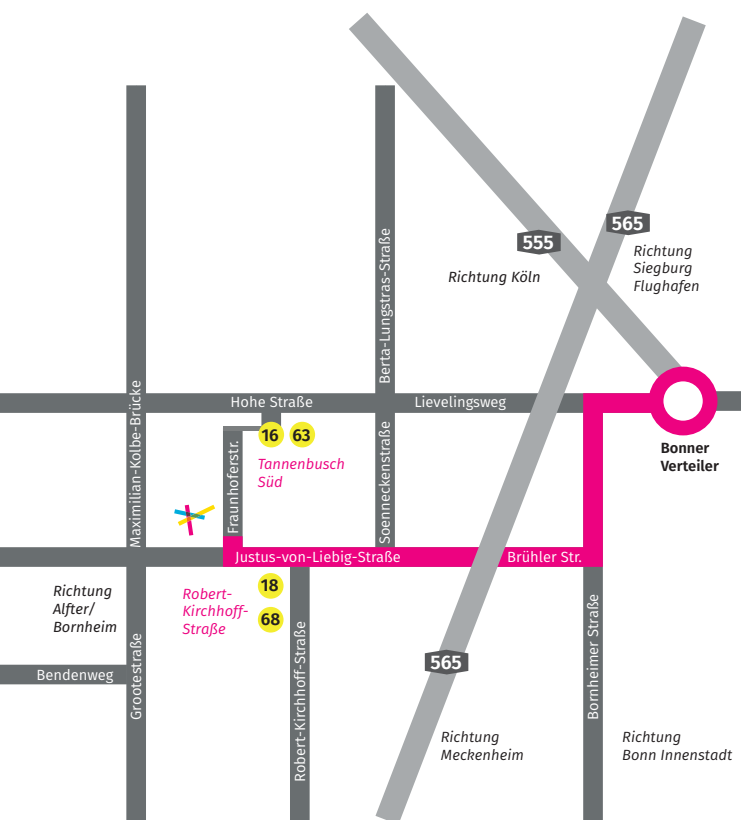 565
555
Richtung
Siegburg
Flughafen
Richtung Köln
Berta-Lungstras-Straße
Maximilian-Kolbe-Brücke
Hohe Straße
Lievelingsweg
16
63
Tannenbusch
Süd
Fraunhoferstr.
Soenneckenstraße
Bonner
Verteiler
Justus-von-Liebig-Straße
Brühler Str.
Richtung
Alfter/
Bornheim
Robert-
Kirchhoff-
Straße
18
68
Grootestraße
Bendenweg
Robert-Kirchhoff-Straße
Bornheimer Straße
565
Richtung
Meckenheim
Richtung
Bonn Innenstadt